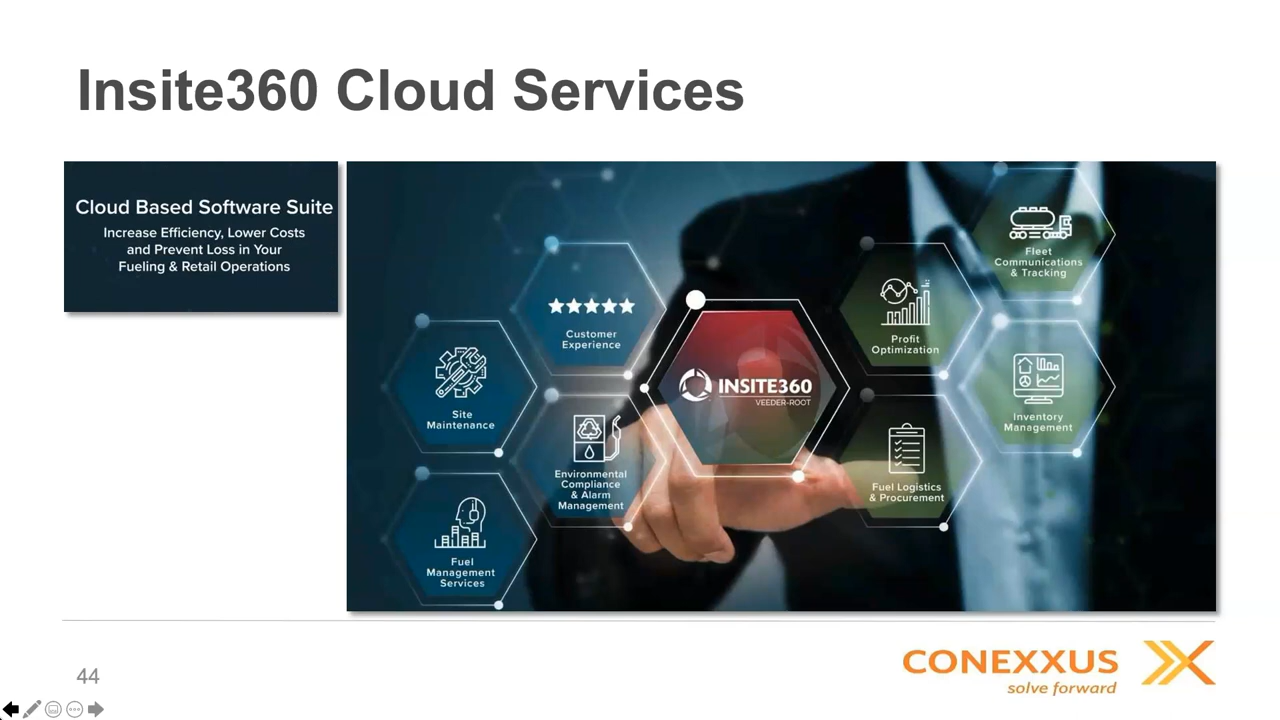 Insite360 Cloud Services
Cloud Based Software Suite
Increase Efficiency, Lower Costs
and Prevent Loss in Your
Fueling & Retail Operations
Site
Maintenance
Fuel
Management
Services
Customer
Experience
Environmental
Compliance
& Alarm
Management
INSITE360
VEEDER-ROOT
Profit
Optimization
Fuel Logistics
& Procurement
Fleet
Communications
& Tracking
Inventory
Management
44
CONEXXUS
solve forward